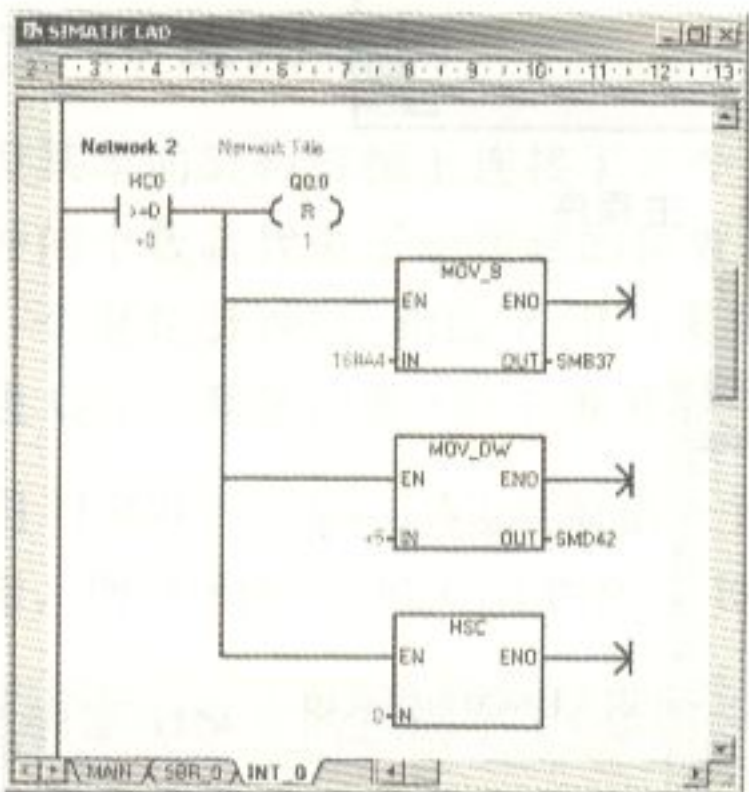 SIMATIC LAD
2 · 3 · 4 · 5 · 6 · 7 · 8 · 9 · 10 · 11 · 12 · 13
Network 2 Network Title
HC0 Q0.0
>=D R
+0 1
MOV_B
EN ENO
16#A4 IN OUT SMB37
MOV_DW
EN ENO
+5 IN OUT SMD42
HSC
EN ENO
0 N
MAIN SBR_0 INT_0